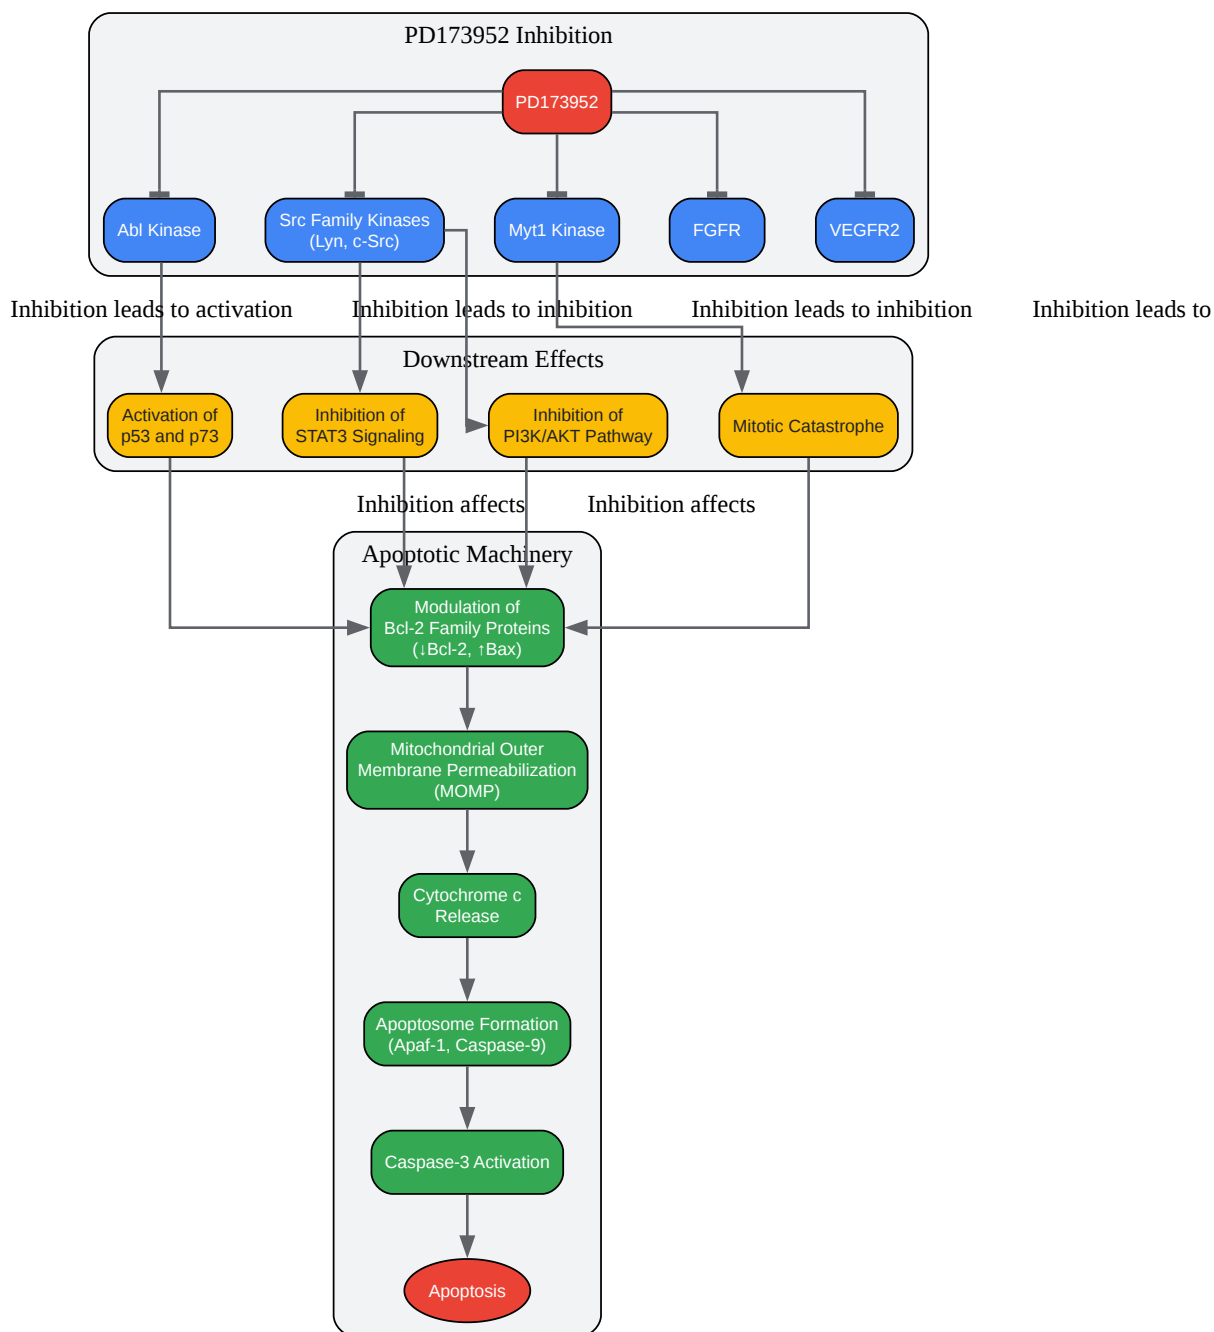 PD173952 Inhibition
PD173952
Abl Kinase
Src Family Kinases
(Lyn, c-Src)
Myt1 Kinase
FGFR
VEGFR2
Inhibition leads to activation
Inhibition leads to inhibition
Inhibition leads to inhibition
Inhibition leads to
Downstream Effects
Activation of
p53 and p73
Inhibition of
STAT3 Signaling
Inhibition of
PI3K/AKT Pathway
Mitotic Catastrophe
Inhibition affects
Inhibition affects
Apoptotic Machinery
Modulation of
Bcl-2 Family Proteins
(↓Bcl-2, ↑Bax)
Mitochondrial Outer
Membrane Permeabilization
(MOMP)
Cytochrome c
Release
Apoptosome Formation
(Apaf-1, Caspase-9)
Caspase-3 Activation
Apoptosis